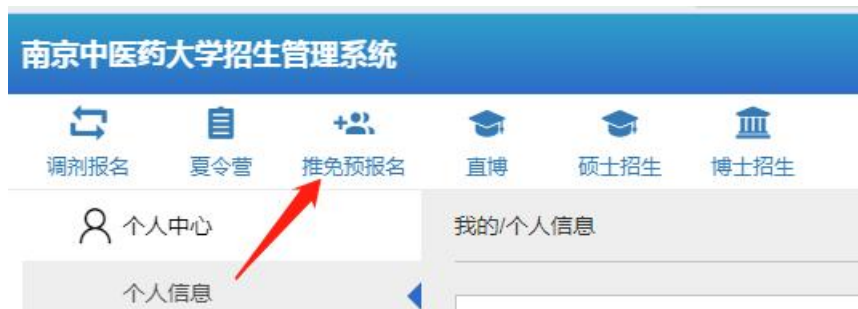 南京中医药大学招生管理系统
调剂报名 夏令营 推免预报名 直博 硕士招生 博士招生
个人中心 我的/个人信息
个人信息